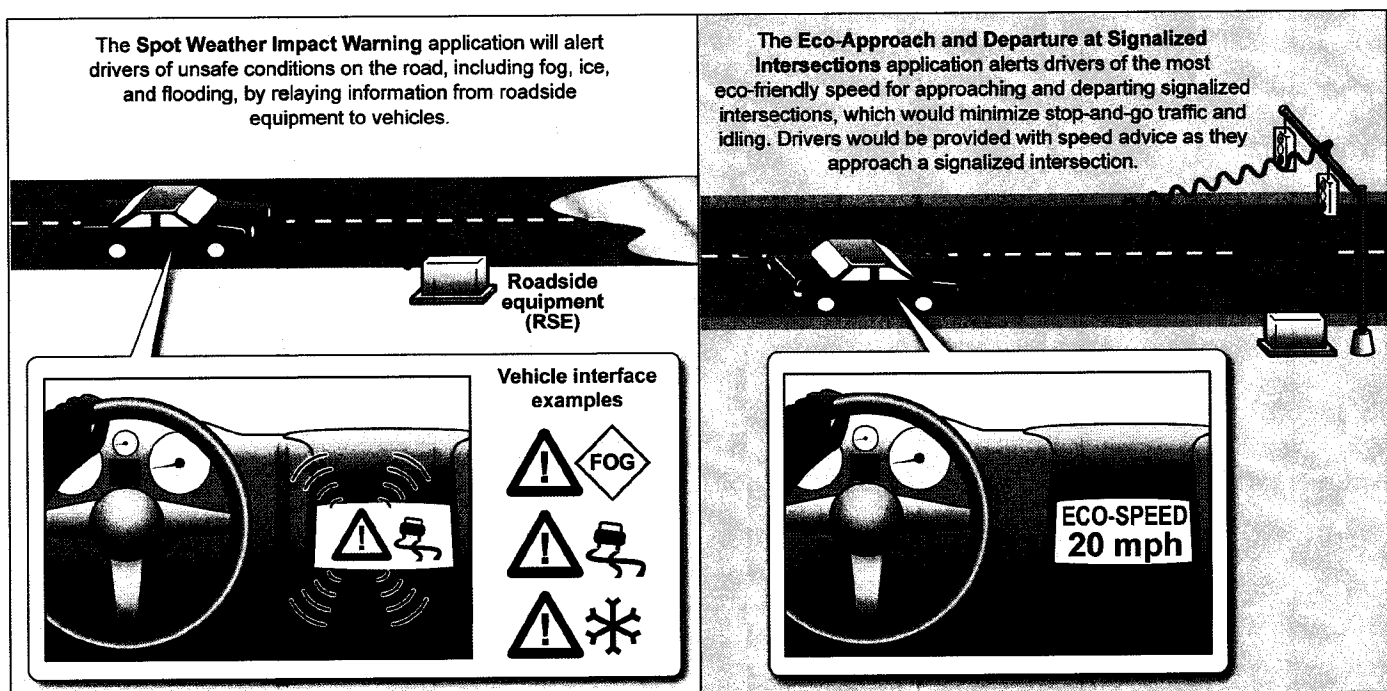 The Spot Weather Impact Warning application will alert
drivers of unsafe conditions on the road, including fog, ice,
and flooding, by relaying information from roadside
equipment to vehicles.
Roadside
equipment
(RSE)
Vehicle interface
examples
FOG
The Eco-Approach and Departure at Signalized
Intersections application alerts drivers of the most
eco-friendly speed for approaching and departing signalized
intersections, which would minimize stop-and-go traffic and
idling. Drivers would be provided with speed advice as they
approach a signalized intersection.
ECO-SPEED
20 mph